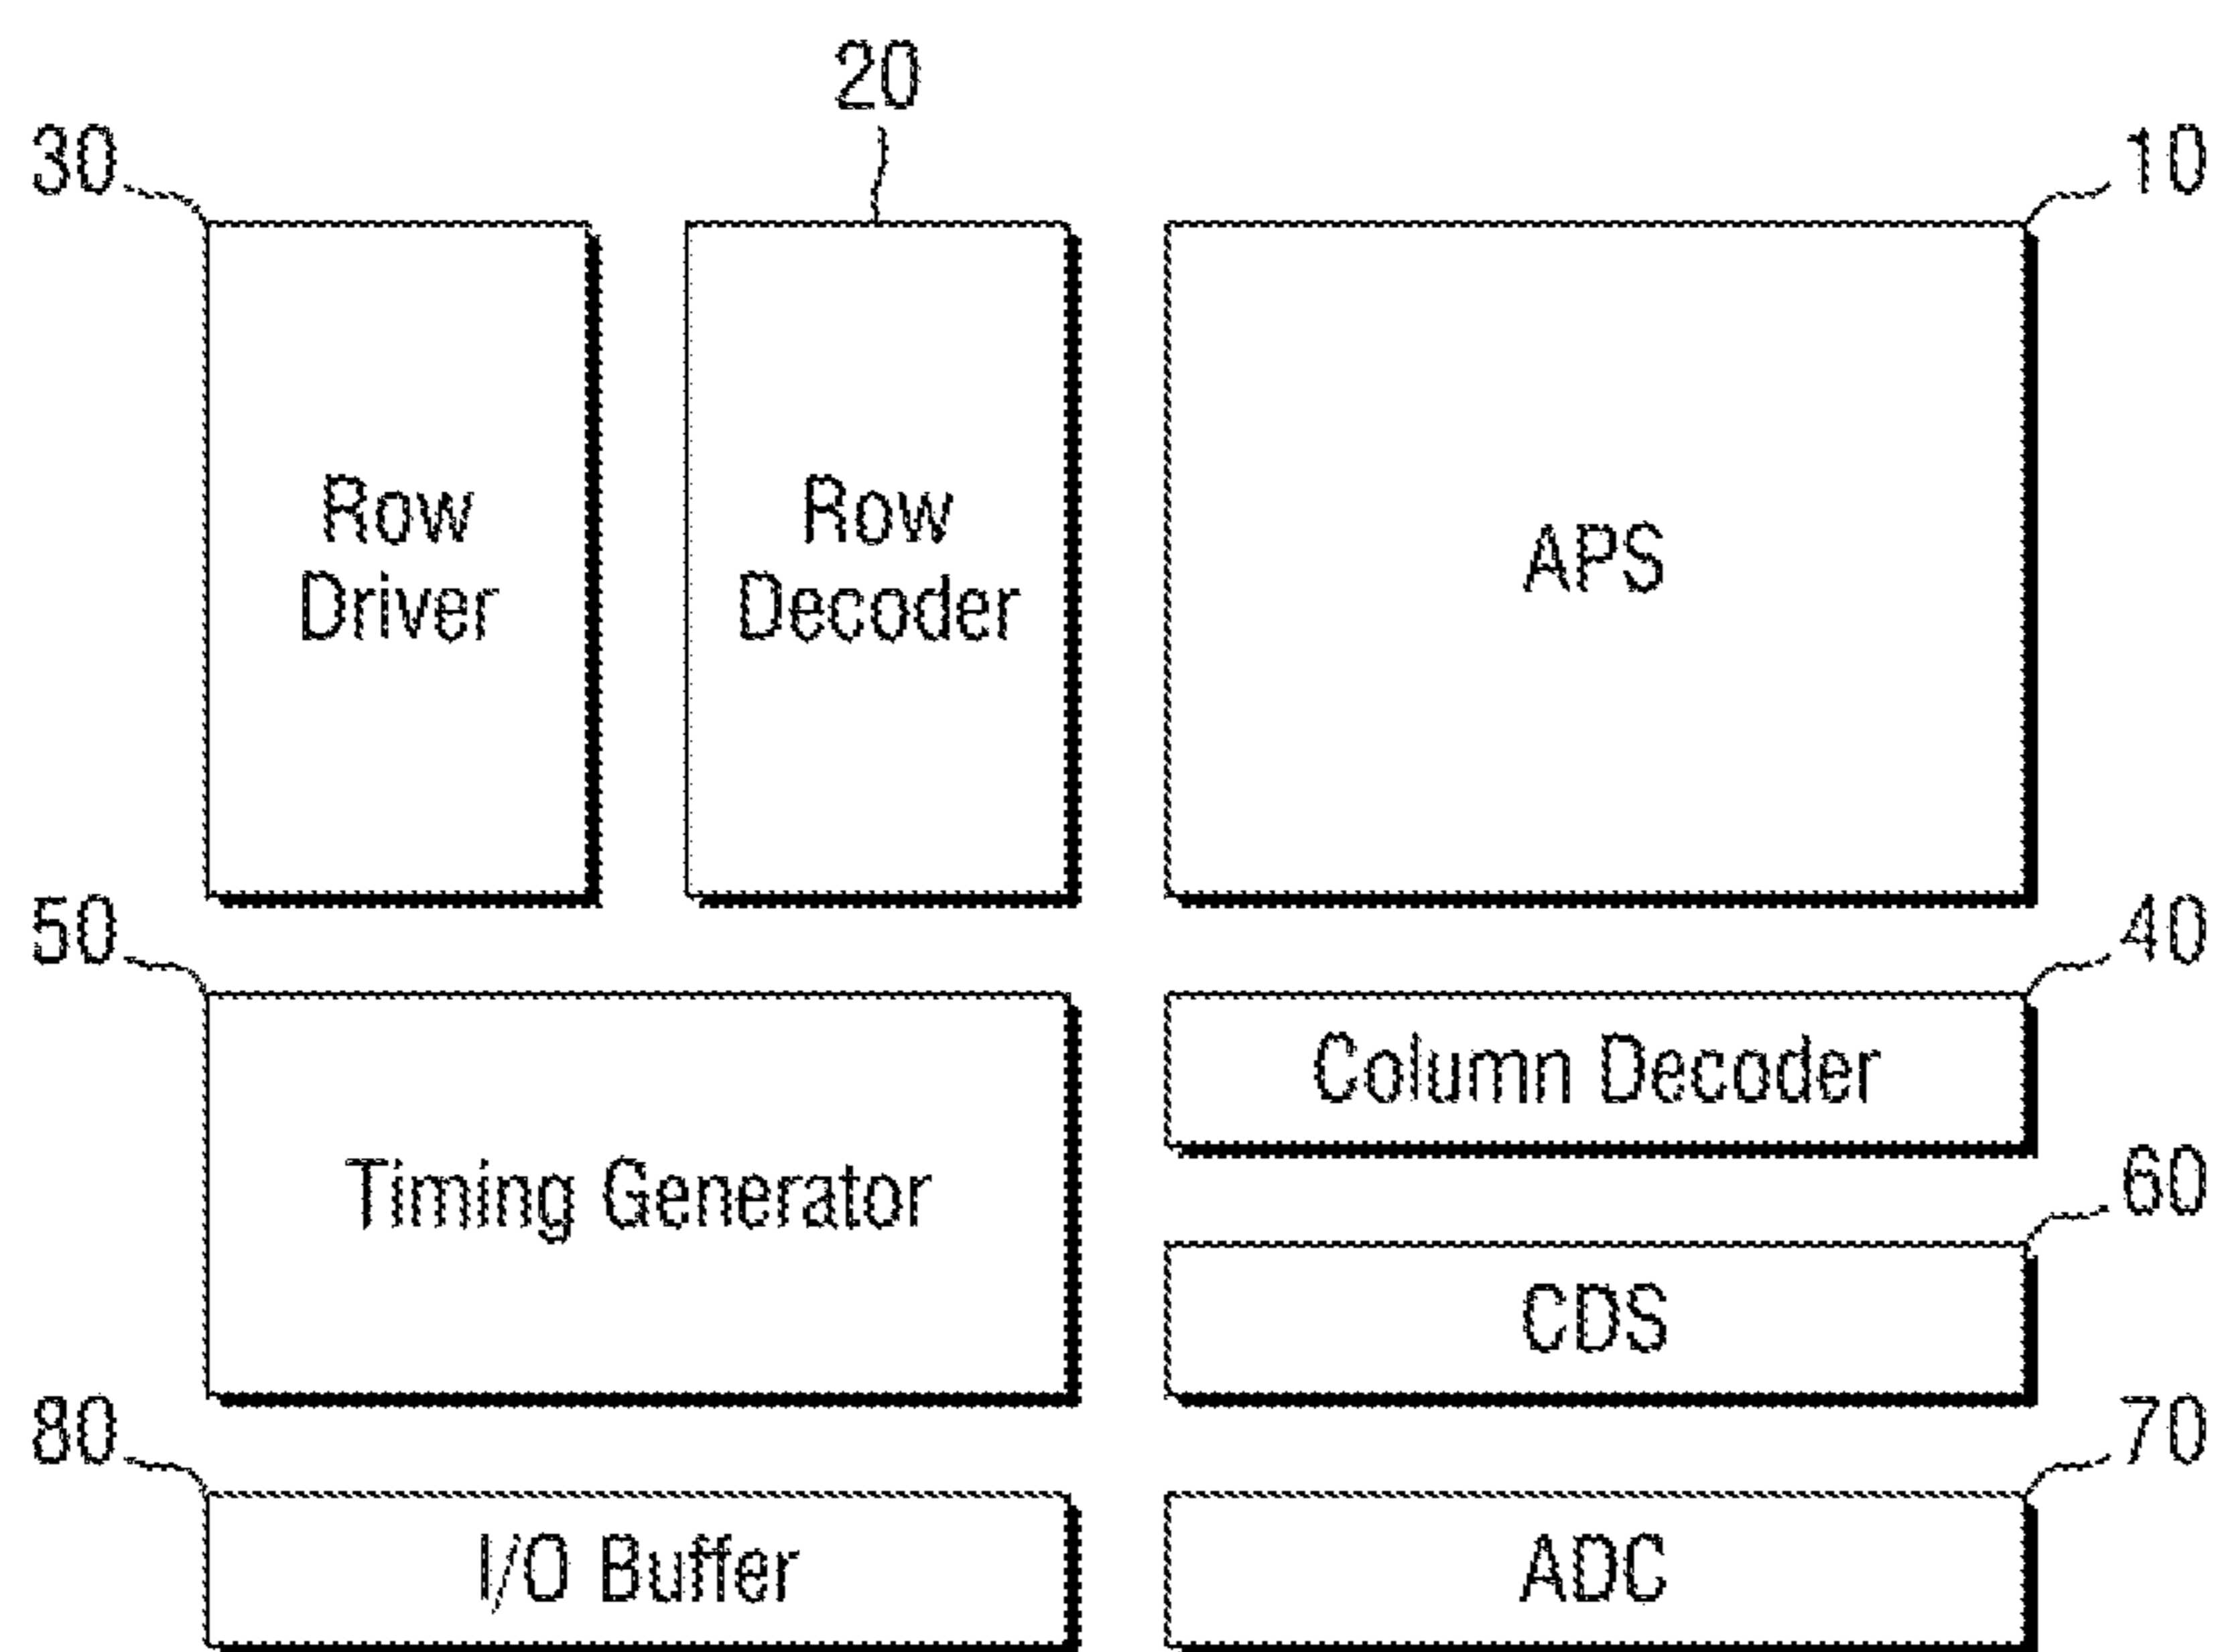 20
30
10
Row
Driver
Row
Decoder
APS
50
40
Column Decoder
Timing Generator
60
CDS
80
70
I/O Buffer
ADC